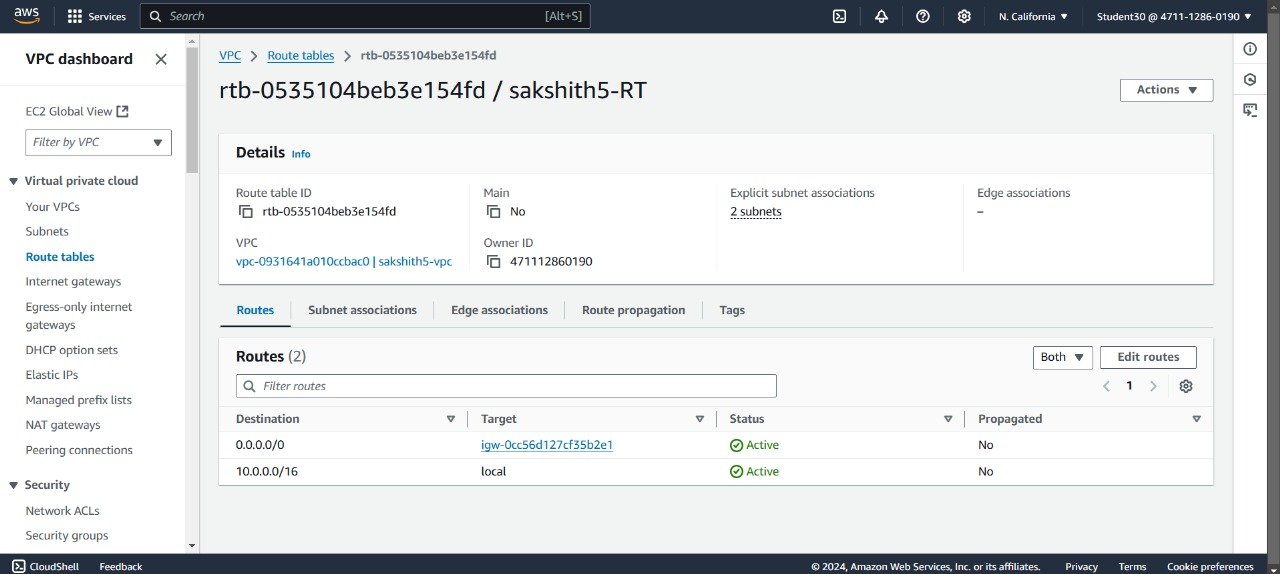 aws
Services
Search
[Alt+S]
N. California
Student30 @ 4711-1286-0190
VPC dashboard
EC2 Global View
Filter by VPC
Virtual private cloud
Your VPCs
Subnets
Route tables
Internet gateways
Egress-only internet
gateways
DHCP option sets
Elastic IPs
Managed prefix lists
NAT gateways
Peering connections
Security
Network ACLs
Security groups
VPC > Route tables > rtb-0535104beb3e154fd
rtb-0535104beb3e154fd / sakshith5-RT
Actions
Details Info
Route table ID
rtb-0535104beb3e154fd
Main
No
Explicit subnet associations
2 subnets
Edge associations
–
VPC
vpc-0931641a010ccbac0 | sakshith5-vpc
Owner ID
471112860190
Routes Subnet associations Edge associations Route propagation Tags
Routes (2)
Both
Edit routes
Filter routes
< 1 >
Destination Target Status Propagated
0.0.0.0/0 igw-0cc56d127cf35b2e1 Active No
10.0.0.0/16 local Active No
CloudShell Feedback
© 2024, Amazon Web Services, Inc. or its affiliates. Privacy Terms Cookie preferences